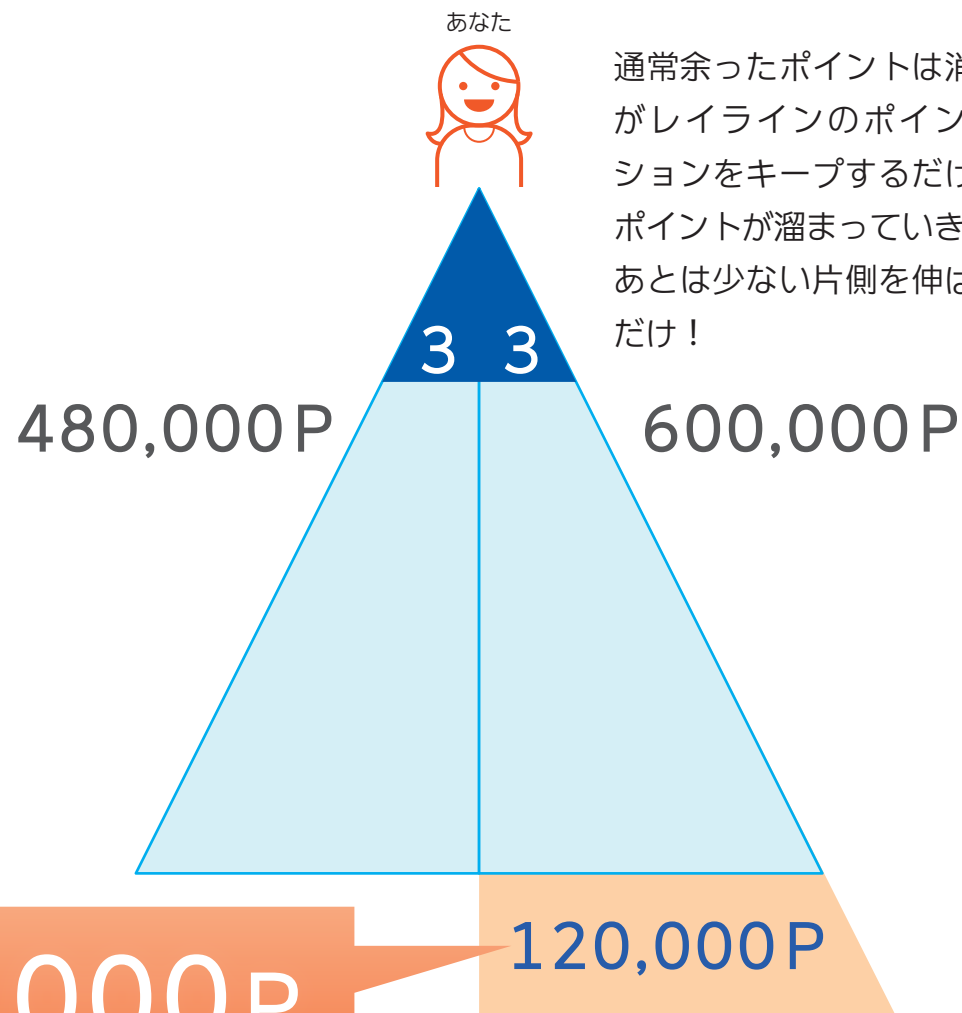 あなた
通常余ったポイントは
がレイラインのポイン
ションをキープするだけ
ポイントが溜まっていき
あとは少ない片側を伸ば
だけ！
3 3
480,000P
600,000P
120,000P
000P